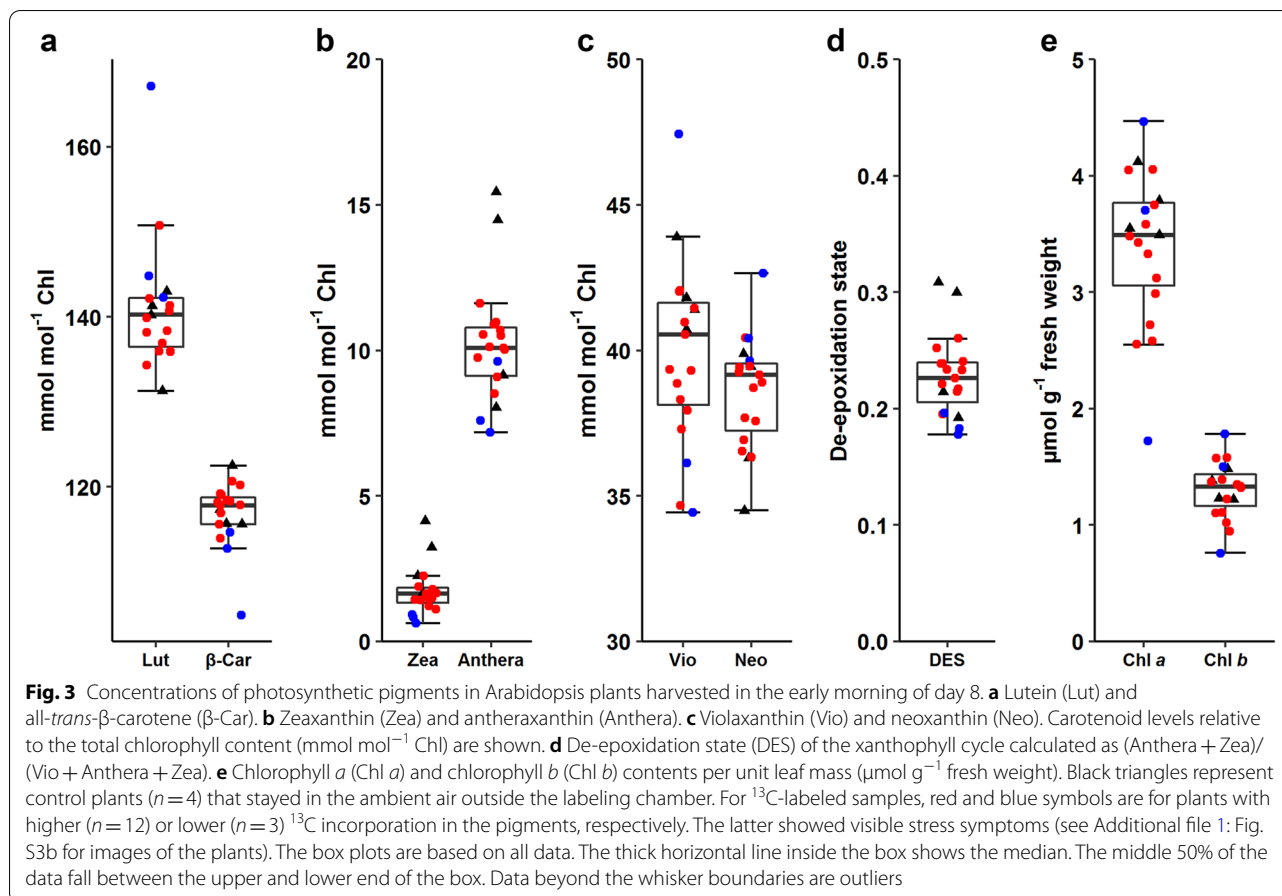 a b c d e
mmol mol⁻¹ Chl
160
140
120
Lut β-Car
mmol mol⁻¹ Chl
20
15
10
5
0
Zea Anthera
mmol mol⁻¹ Chl
50
45
40
35
30
Vio Neo
De-epoxidation state
0.5
0.4
0.3
0.2
0.1
0.0
DES
µmol g⁻¹ fresh weight
5
4
3
2
1
0
Chl a Chl b
Fig. 3 Concentrations of photosynthetic pigments in Arabidopsis plants harvested in the early morning of day 8. a Lutein (Lut) and
all-trans-β-carotene (β-Car). b Zeaxanthin (Zea) and antheraxanthin (Anthera). c Violaxanthin (Vio) and neoxanthin (Neo). Carotenoid levels relative
to the total chlorophyll content (mmol mol⁻¹ Chl) are shown. d De-epoxidation state (DES) of the xanthophyll cycle calculated as (Anthera + Zea)/
(Vio + Anthera + Zea). e Chlorophyll a (Chl a) and chlorophyll b (Chl b) contents per unit leaf mass (µmol g⁻¹ fresh weight). Black triangles represent
control plants (n = 4) that stayed in the ambient air outside the labeling chamber. For ¹³C-labeled samples, red and blue symbols are for plants with
higher (n = 12) or lower (n = 3) ¹³C incorporation in the pigments, respectively. The latter showed visible stress symptoms (see Additional file 1: Fig.
S3b for images of the plants). The box plots are based on all data. The thick horizontal line inside the box shows the median. The middle 50% of the
data fall between the upper and lower end of the box. Data beyond the whisker boundaries are outliers